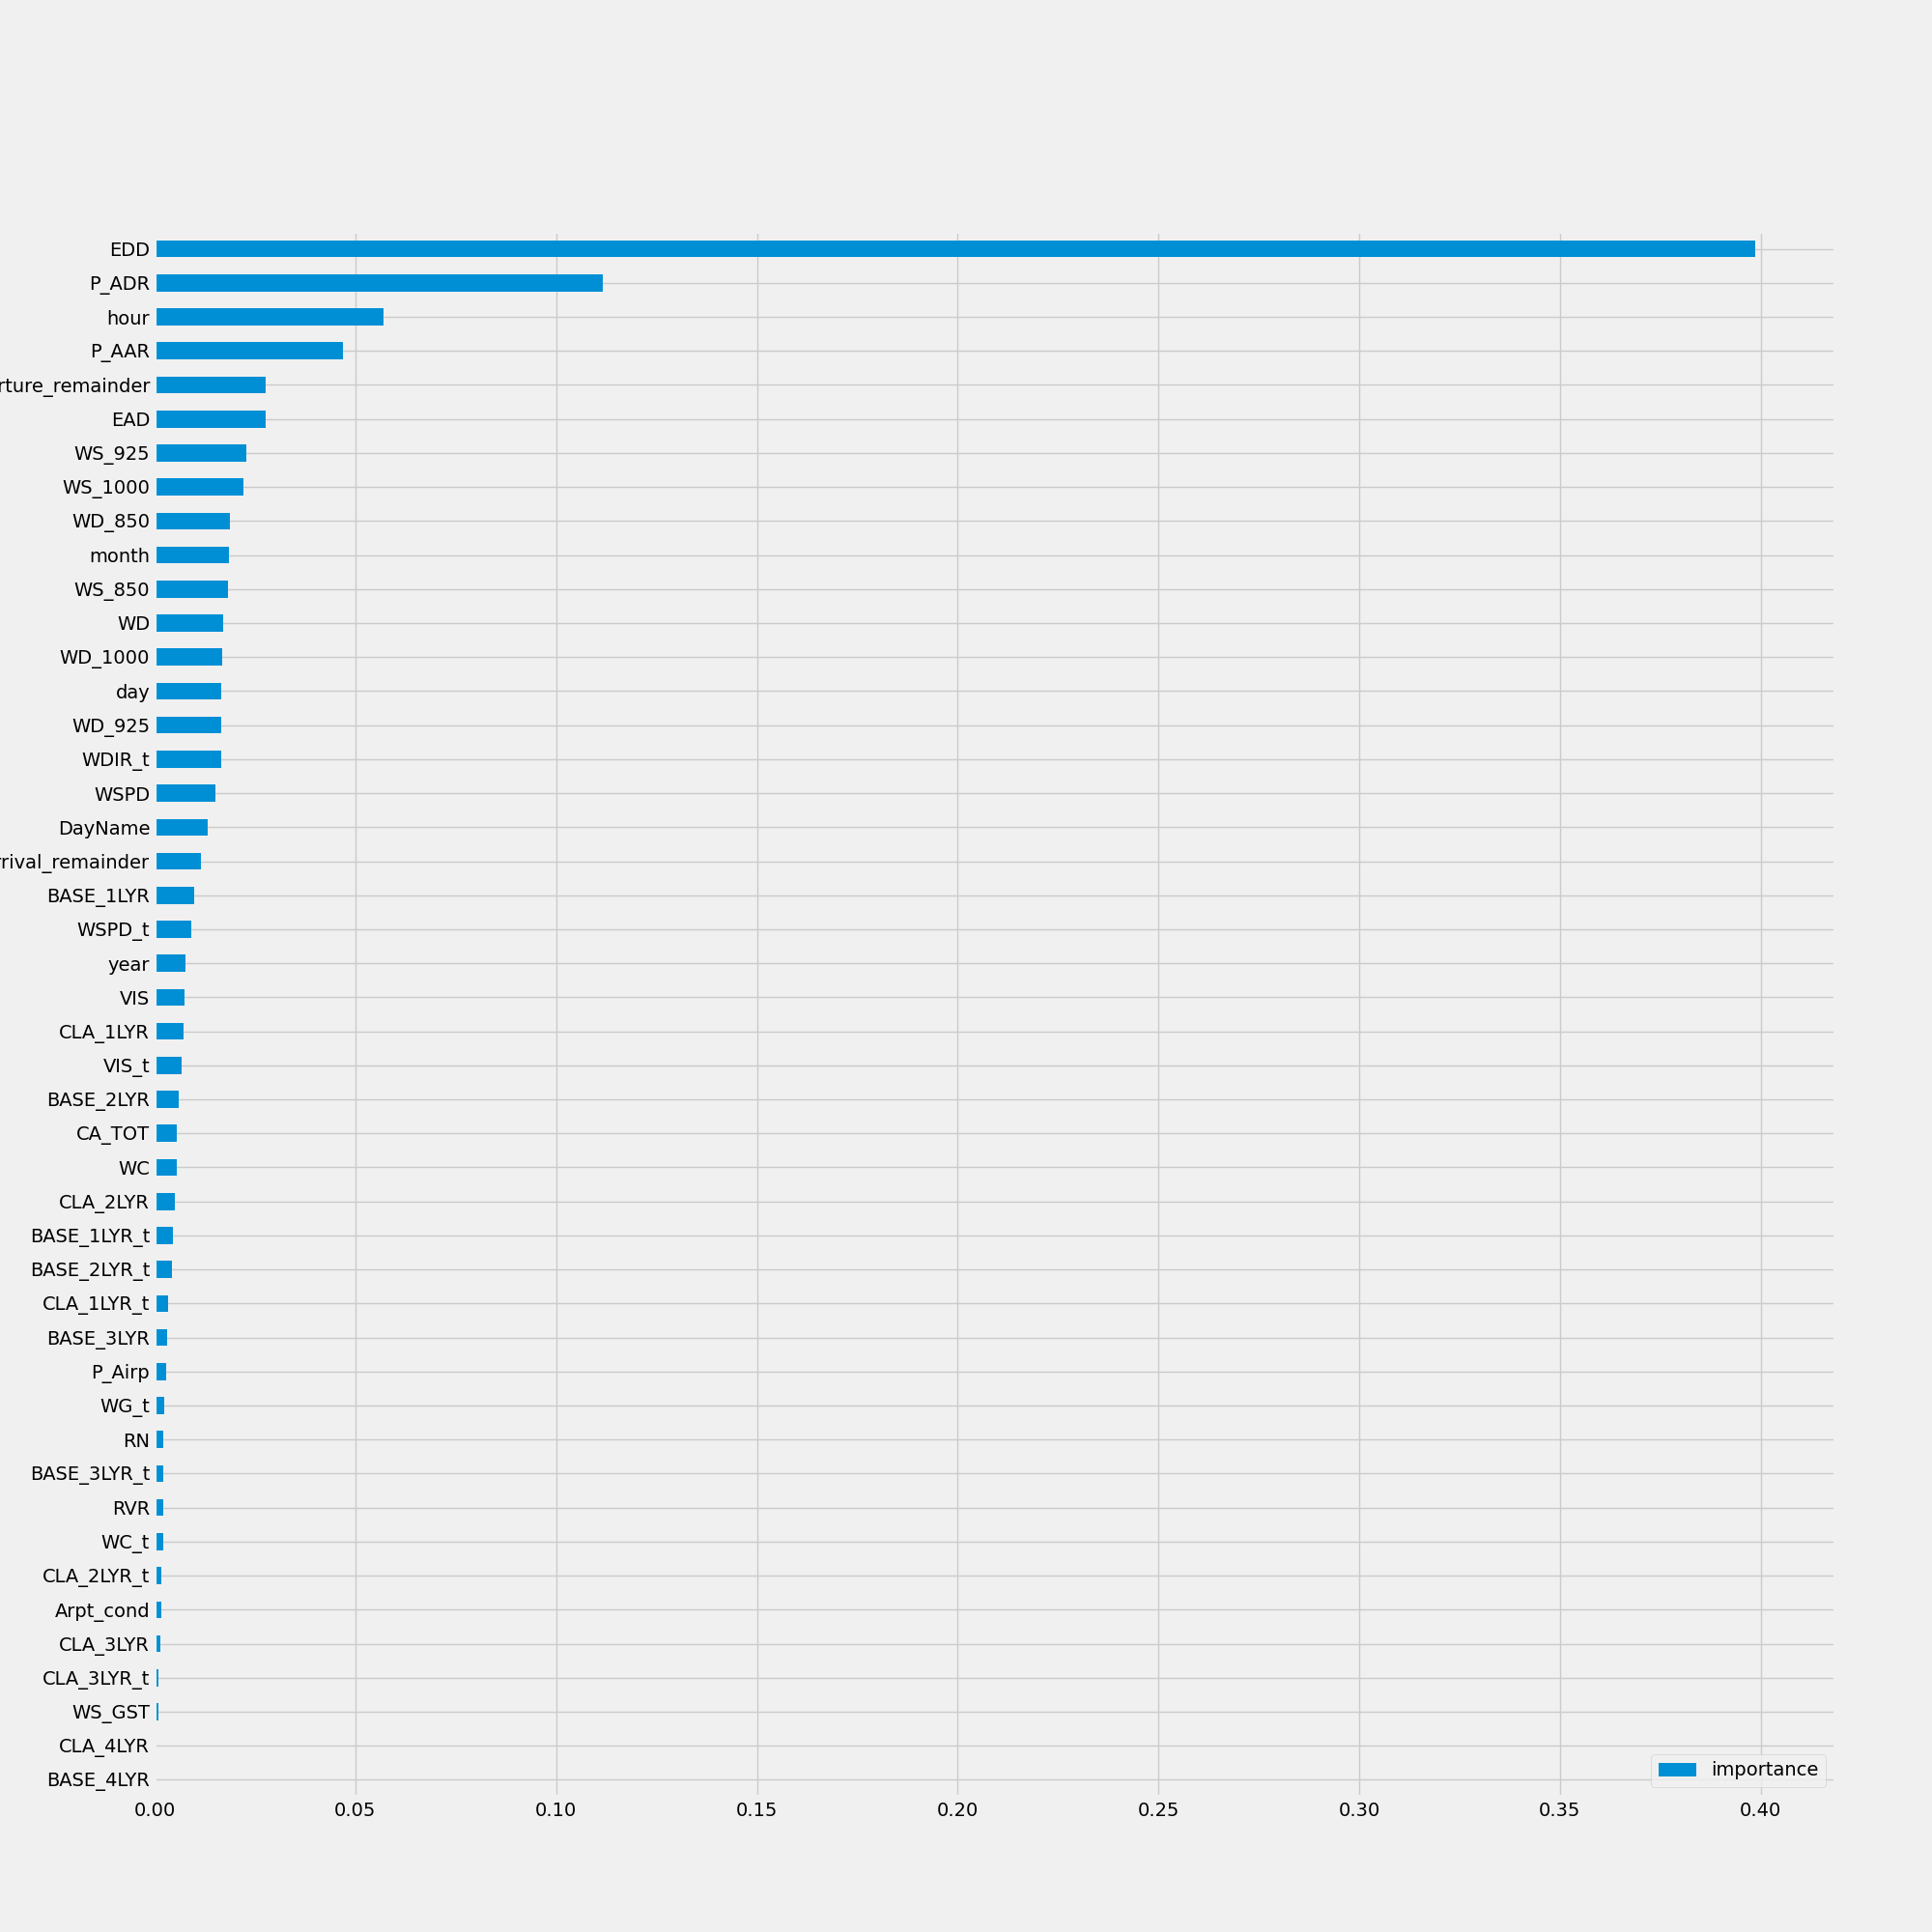 EDD
P_ADR
hour
P_AAR
rture_remainder
EAD
WS_925
WS_1000
WD_850
month
WS_850
WD
WD_1000
day
WD_925
WDIR_t
WSPD
DayName
rrival_remainder
BASE_1LYR
WSPD_t
year
VIS
CLA_1LYR
VIS_t
BASE_2LYR
CA_TOT
WC
CLA_2LYR
BASE_1LYR_t
BASE_2LYR_t
CLA_1LYR_t
BASE_3LYR
P_Airp
WG_t
RN
BASE_3LYR_t
RVR
WC_t
CLA_2LYR_t
Arpt_cond
CLA_3LYR
CLA_3LYR_t
WS_GST
CLA_4LYR
BASE_4LYR
importance
0.00 0.05 0.10 0.15 0.20 0.25 0.30 0.35 0.40